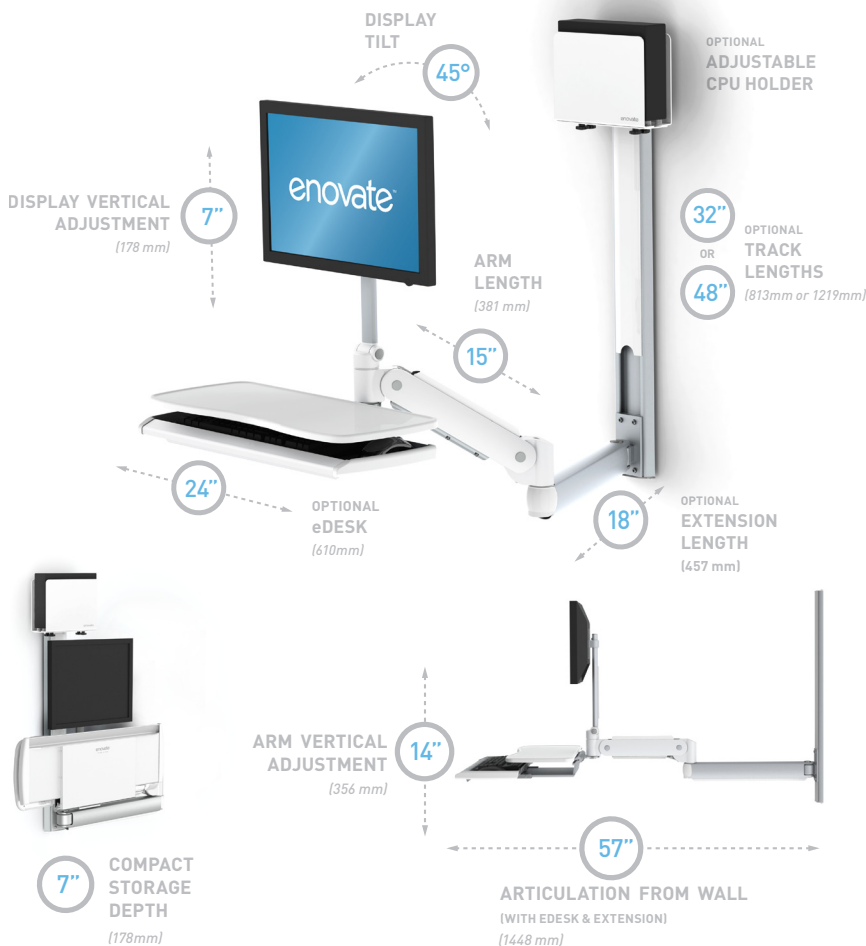 DISPLAY
TILT
45°
OPTIONAL
ADJUSTABLE
CPU HOLDER
enovate
enovate™
DISPLAY VERTICAL
ADJUSTMENT
(178 mm)
7”
32”
OR
48”
OPTIONAL
TRACK
LENGTHS
(813mm or 1219mm)
ARM
LENGTH
(381 mm)
15”
24”
OPTIONAL
eDESK
(610mm)
18”
OPTIONAL
EXTENSION
LENGTH
(457 mm)
ARM VERTICAL
ADJUSTMENT
(356 mm)
14”
7”
COMPACT
STORAGE
DEPTH
(178mm)
57”
ARTICULATION FROM WALL
(WITH EDESK & EXTENSION)
(1448 mm)